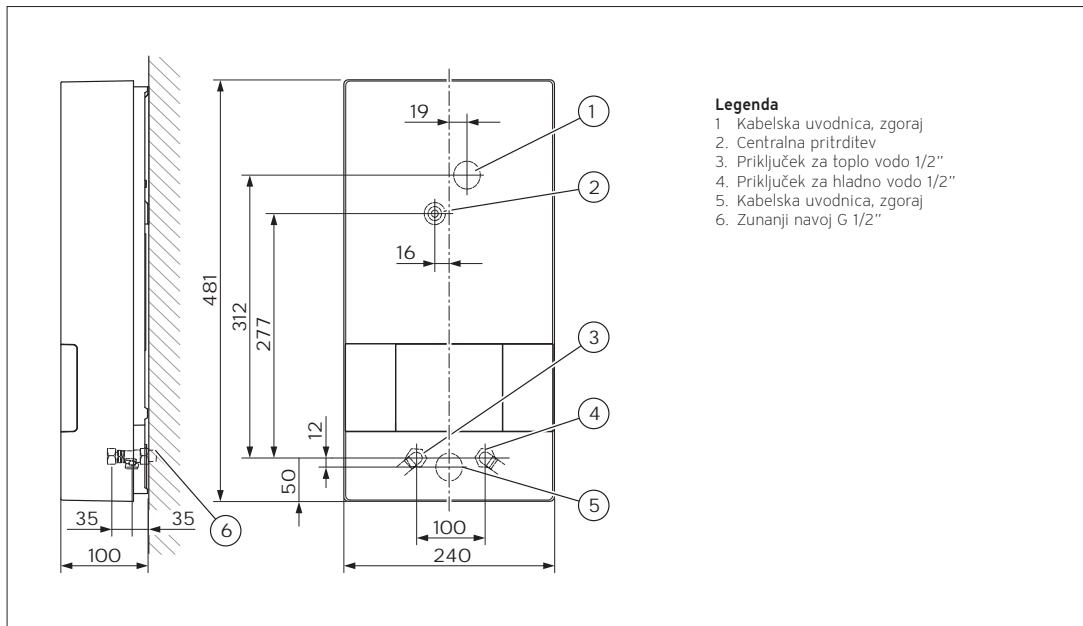 19
1
2
16
481
312
277
3
4
12
50
5
35
35
6
100
100
240
Legenda
1 Kabelska uvodnica, zgoraj
2. Centralna pritrditev
3. Priključek za toplo vodo 1/2”
4. Priključek za hladno vodo 1/2”
5. Kabelska uvodnica, zgoraj
6. Zunanji navoj G 1/2”